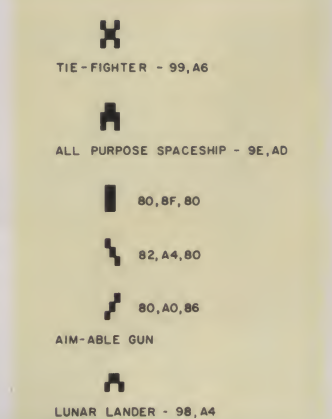 TIE-FIGHTER - 99,A6
ALL PURPOSE SPACESHIP - 9E,AD
80,8F,80
82,A4,80
80,A0,86
AIM-ABLE GUN
LUNAR LANDER - 98,A4